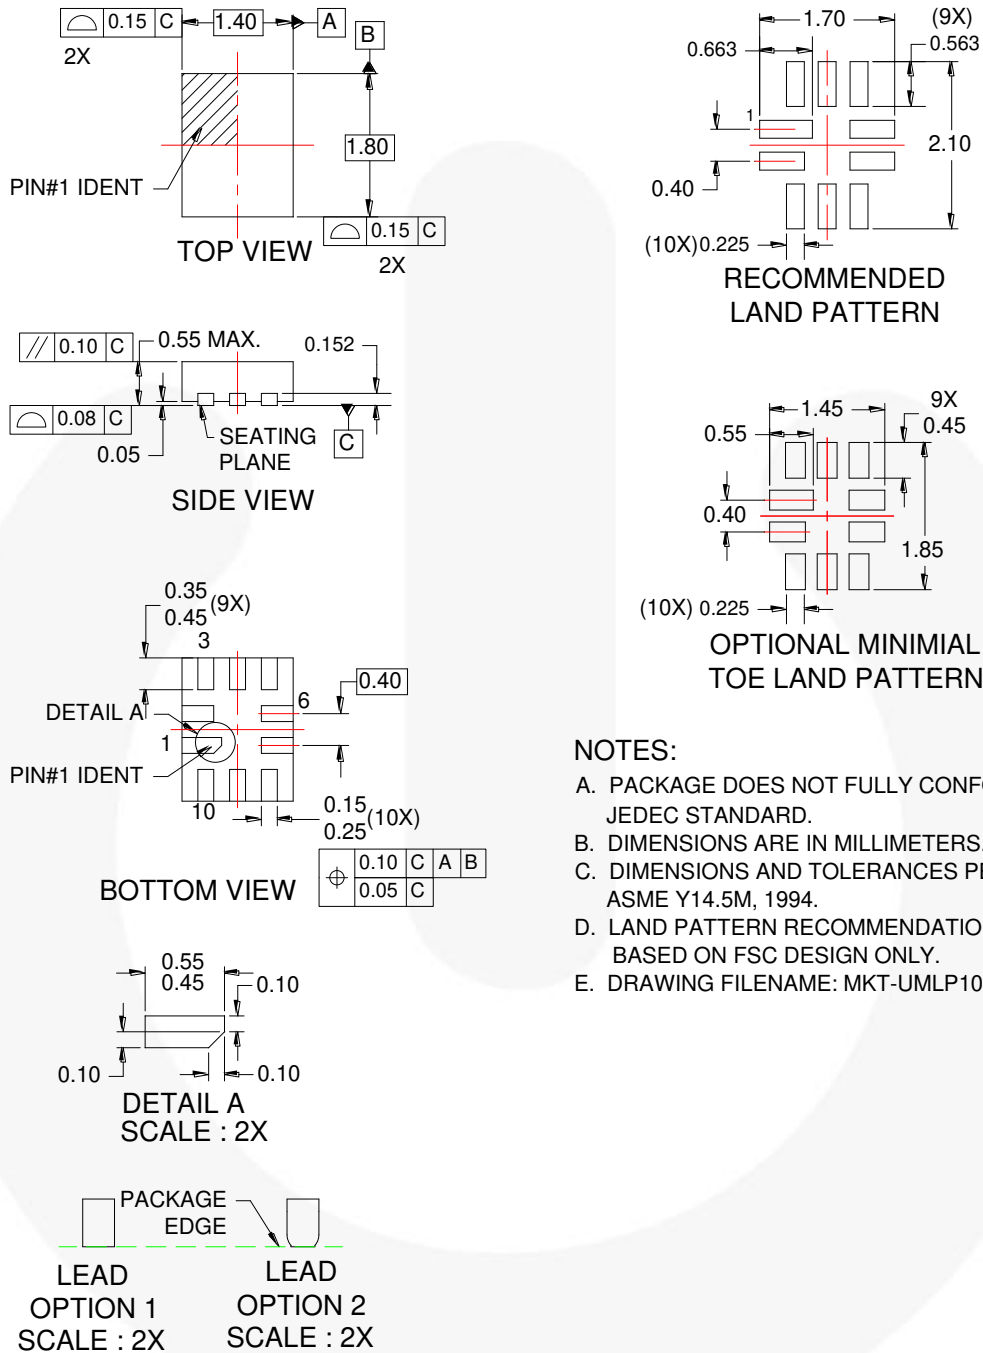 0.15 C
2X
1.40
A
B
1.80
PIN#1 IDENT
0.15 C
2X
TOP VIEW
1.70
(9X)
0.563
0.663
1
2.10
0.40
(10X) 0.225
RECOMMENDED
LAND PATTERN
// 0.10 C
0.55 MAX.
0.152
0.08 C
0.05
SEATING
PLANE
C
SIDE VIEW
1.45
9X
0.45
0.55
0.40
1.85
(10X) 0.225
OPTIONAL MINIMIAL
TOE LAND PATTERN
0.35
0.45 (9X)
3
0.40
6
DETAIL A
1
PIN#1 IDENT
10
0.15
0.25 (10X)
0.10 C A B
0.05 C
BOTTOM VIEW
NOTES:
A. PACKAGE DOES NOT FULLY
JEDEC STANDARD.
B. DIMENSIONS ARE IN MILLIMETERS.
C. DIMENSIONS AND TOLERANCES
ASME Y14.5M, 1994.
D. LAND PATTERN
BASED ON FSC DESIGN ONLY.
E. DRAWING FILENAME: MKT-UMLP10
0.55
0.45
0.10
0.10
0.10
DETAIL A
SCALE : 2X
PACKAGE
EDGE
LEAD
OPTION 1
SCALE : 2X
LEAD
OPTION 2
SCALE : 2X